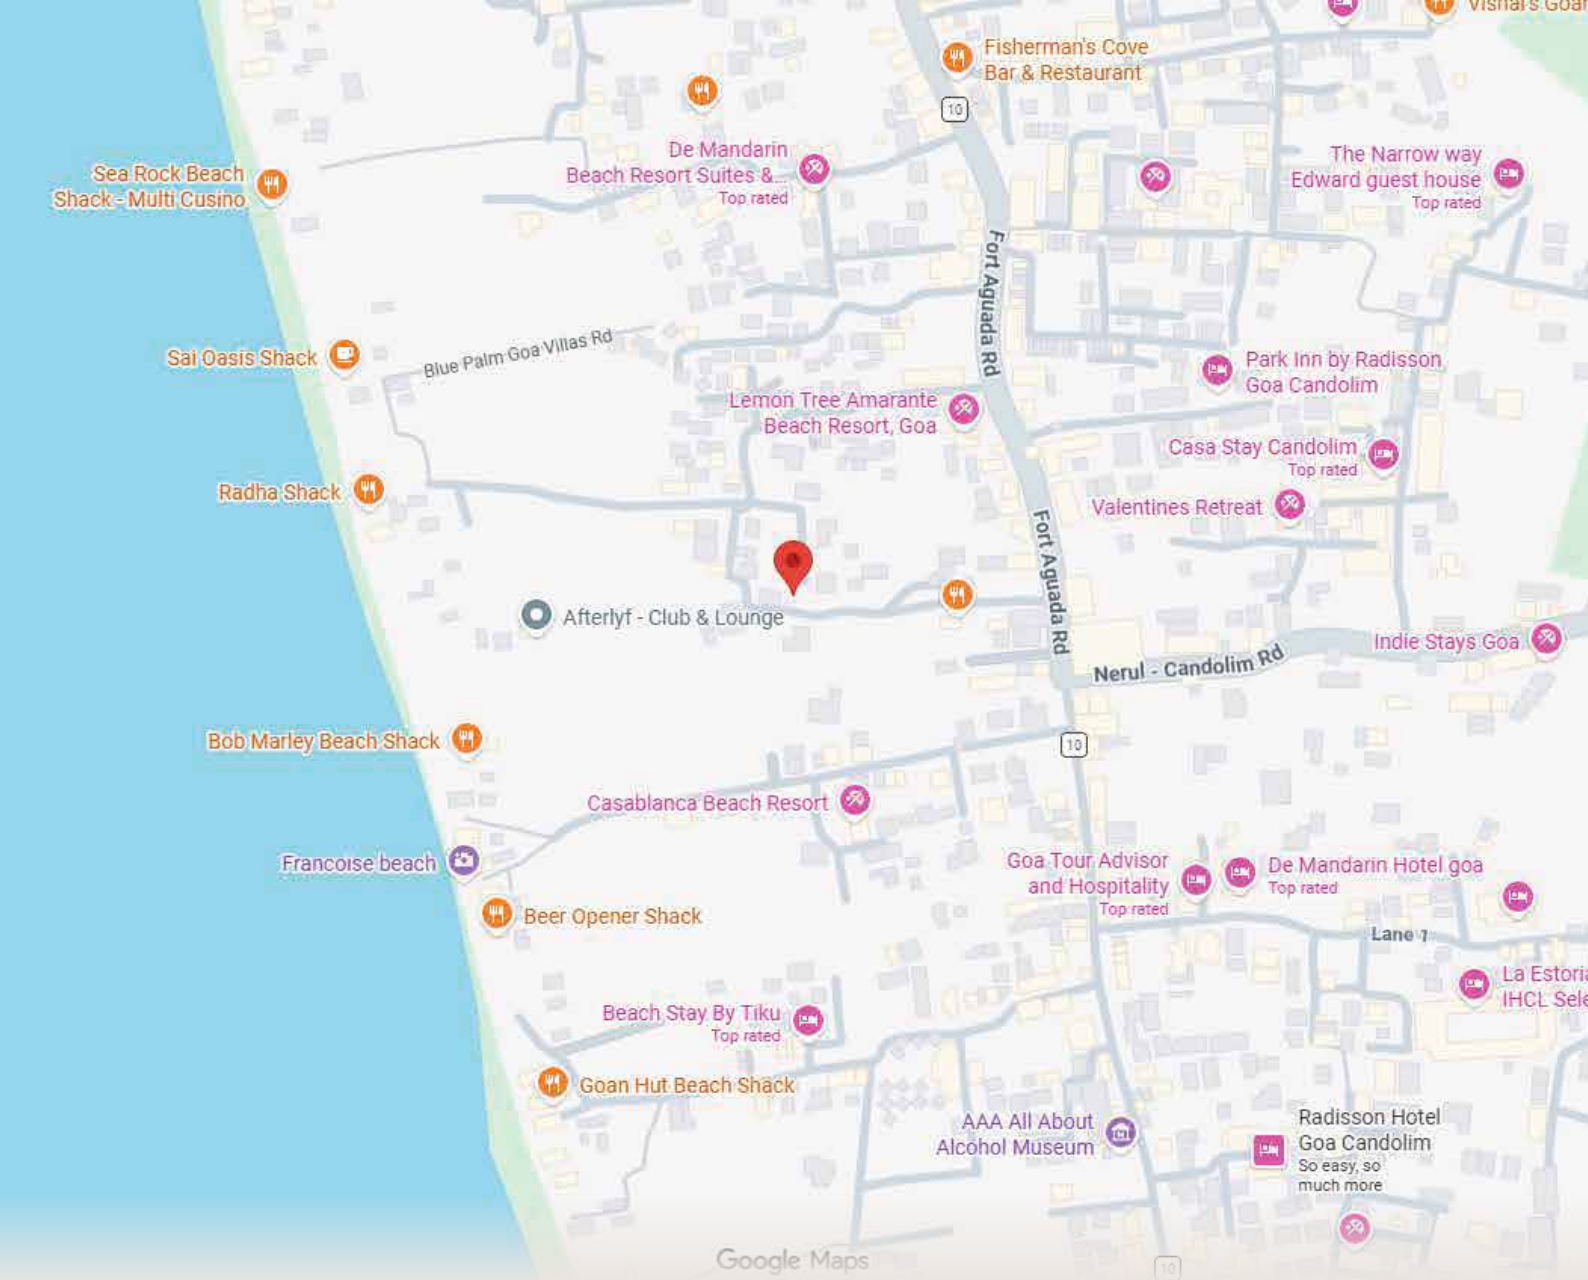 Vishal's Goan
Fisherman's Cove
Bar & Restaurant
10
De Mandarin
Beach Resort Suites &...
Top rated
The Narrow way
Edward guest house
Top rated
Sea Rock Beach
Shack - Multi Cusino
Fort Aguada Rd
Blue Palm Goa Villas Rd
Sai Oasis Shack
Park Inn by Radisson
Goa Candolim
Lemon Tree Amarante
Beach Resort, Goa
Casa Stay Candolim
Top rated
Radha Shack
Valentines Retreat
Fort Aguada Rd
Afterlyf - Club & Lounge
Indie Stays Goa
Nerul - Candolim Rd
Bob Marley Beach Shack
10
Casablanca Beach Resort
Francoise beach
Goa Tour Advisor
and Hospitality
Top rated
De Mandarin Hotel goa
Top rated
Beer Opener Shack
Lane 1
La Estoria
IHCL Sele
Beach Stay By Tiku
Top rated
Goan Hut Beach Shack
AAA All About
Alcohol Museum
Radisson Hotel
Goa Candolim
So easy, so
much more
Google Maps
10